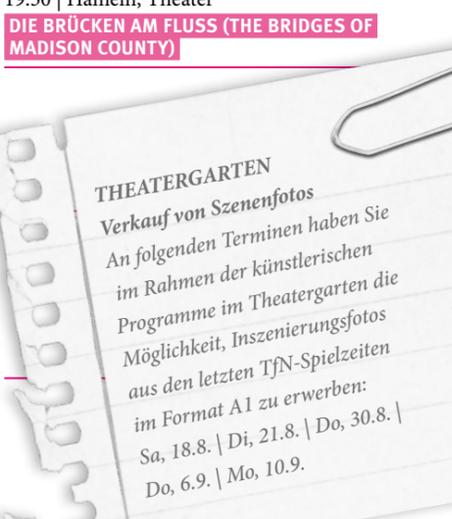 19.30 | Hameln, Theater
DIE BRÜCKEN AM FLUSS (THE BRIDGES OF
MADISON COUNTY)
THEATERGARTEN
Verkauf von Szenenfotos
An folgenden Terminen haben Sie
im Rahmen der künstlerischen
Programme im Theatergarten die
Möglichkeit, Inszenierungsfotos
aus den letzten TfN-Spielzeiten
im Format A1 zu erwerben:
Sa, 18.8. | Di, 21.8. | Do, 30.8. |
Do, 6.9. | Mo, 10.9.